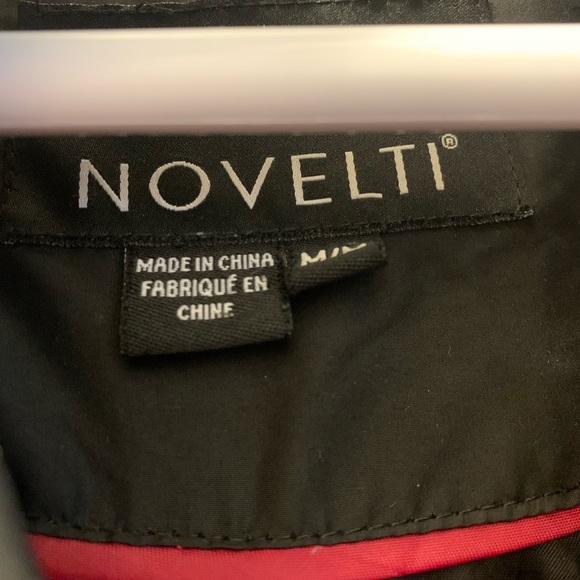 NOVELTI®
MADE IN CHINA
FABRIQUÉ EN
CHINE
M/M